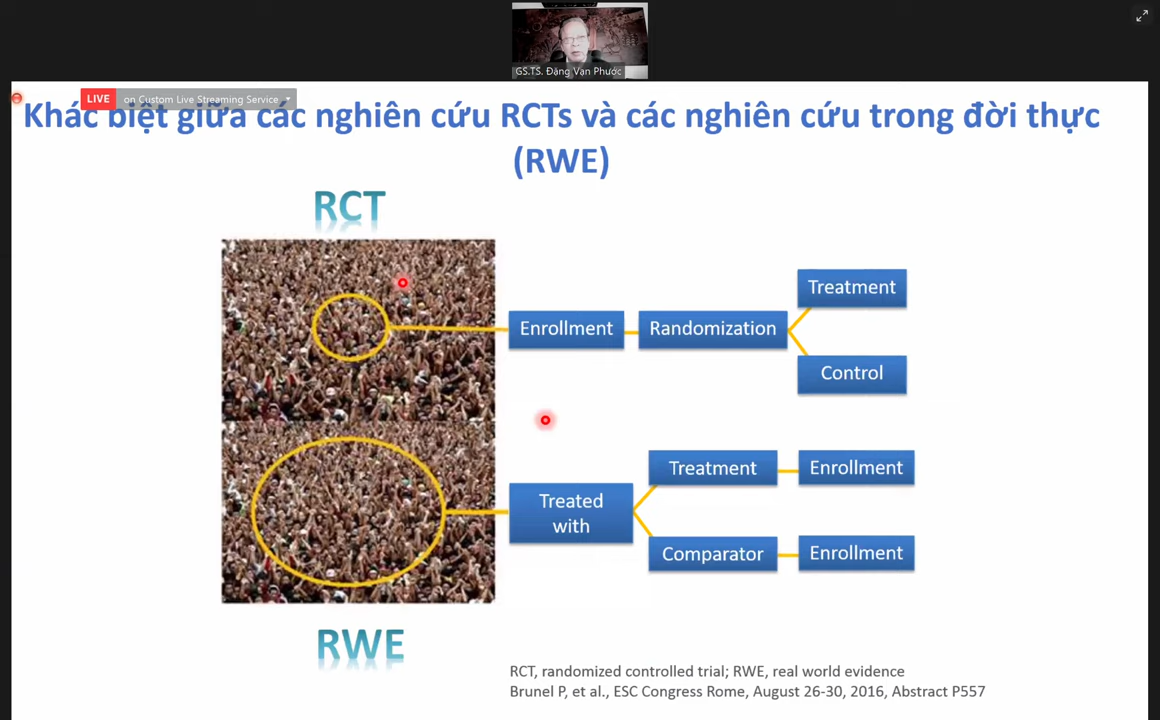 GS.TS. Đặng Vạn Phước
LIVE on Custom Live Streaming Service
Khác biệt giữa các nghiên cứu RCTs và các nghiên cứu trong đời thực
(RWE)
RCT
Enrollment
Randomization
Treatment
Control
Treated
with
Treatment
Enrollment
Comparator
Enrollment
RWE
RCT, randomized controlled trial; RWE, real world evidence
Brunel P, et al., ESC Congress Rome, August 26-30, 2016, Abstract P557